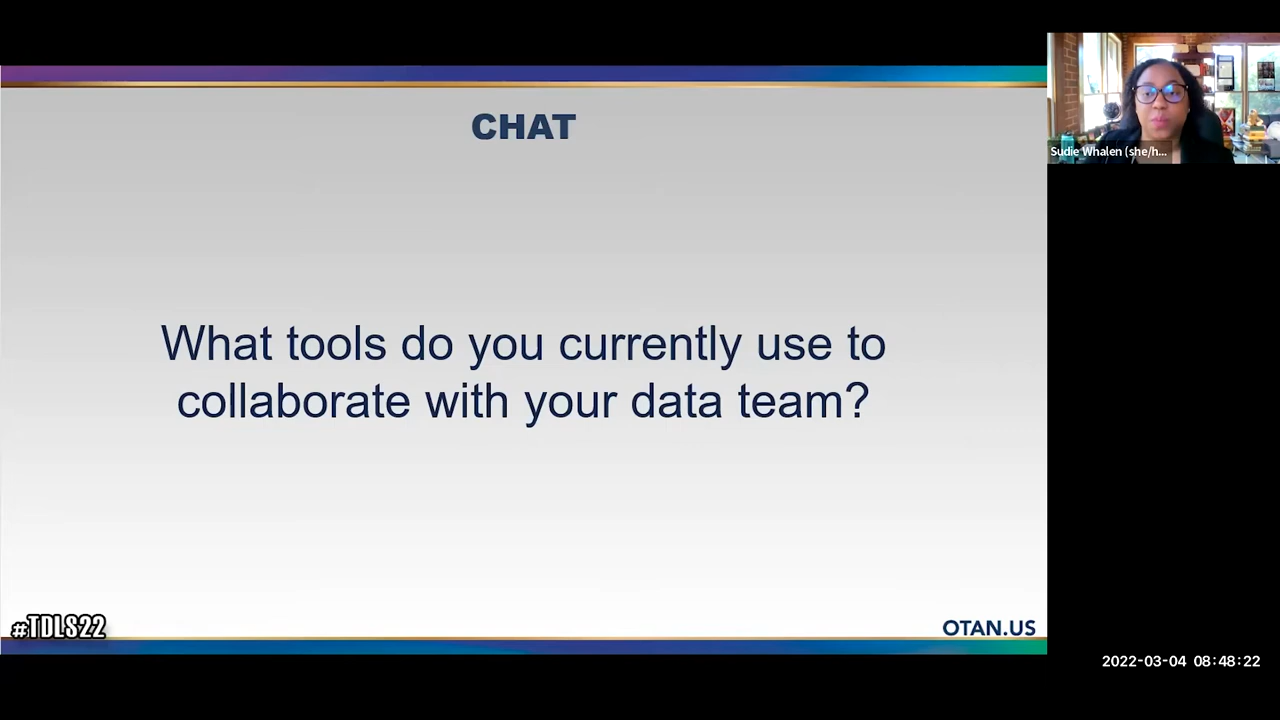 CHAT
Sudie Whalen (she/h...
What tools do you currently use to
collaborate with your data team?
#TDLS22
OTAN.US
2022-03-04 08:48:22